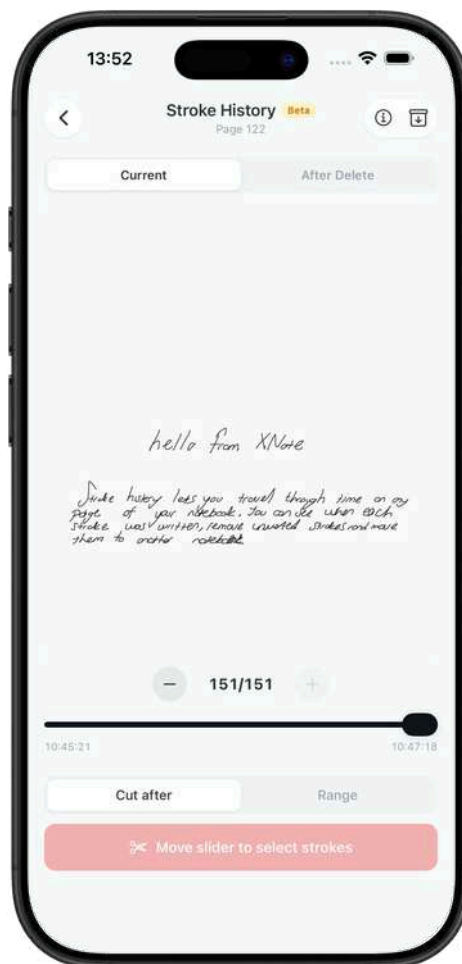 13:52
Stroke History Beta
Page 122
Current After Delete
hello from XNote
Stroke history lets you travel through time on any
page of your notebook. You can see when each
stroke was written, remove unwanted strokes and move
them to another notebook
151/151
10:45:21 10:47:18
Cut after Range
Move slider to select strokes